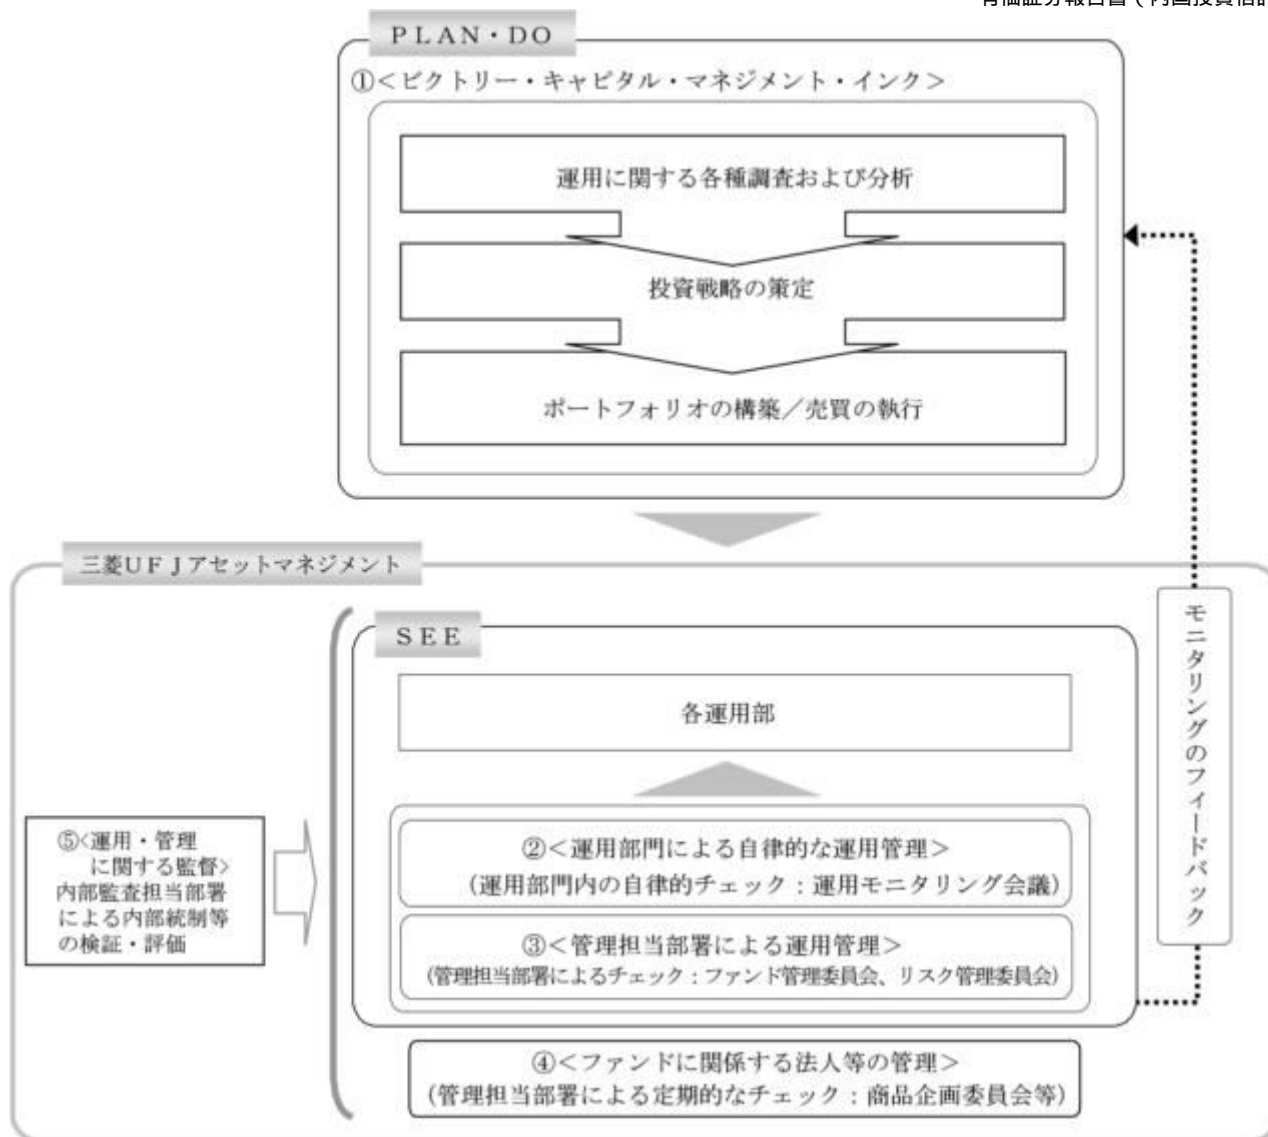 PLAN・DO
①<ビクトリー・キャピタル・マネジメント・インク>
運用に関する各種調査および分析
投資戦略の策定
ポートフォリオの構築／売買の執行
三菱UFJアセットマネジメント
SEE
各運用部
モニタリングのフィードバック
②<運用部門による自律的な運用管理>
(運用部門内の自律的チェック：運用モニタリング会議)
③<管理担当部署による運用管理>
(管理担当部署によるチェック：ファンド管理委員会、リスク管理委員会)
⑤<運用・管理
に関する監督>
内部監査担当部署
による内部統制等
の検証・評価
④<ファンドに関係する法人等の管理>
(管理担当部署による定期的なチェック：商品企画委員会等)